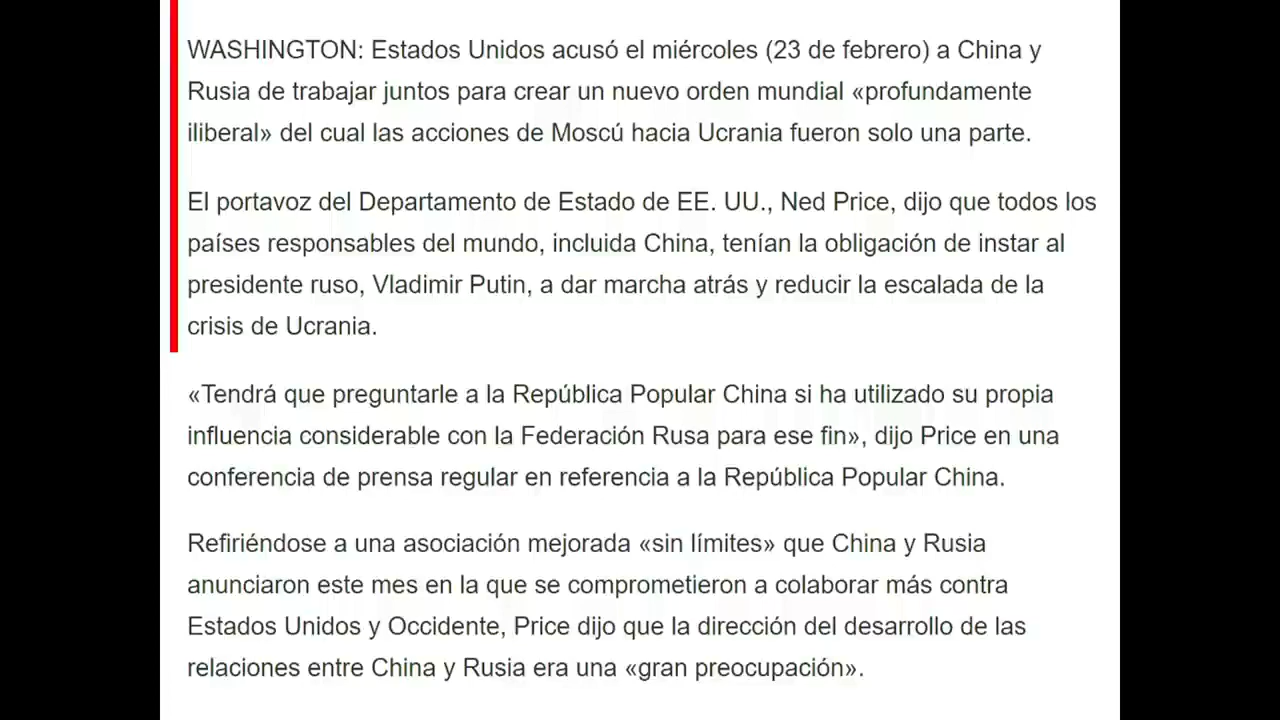 WASHINGTON: Estados Unidos acusó el miércoles (23 de febrero) a China y
Rusia de trabajar juntos para crear un nuevo orden mundial «profundamente
iliberal» del cual las acciones de Moscú hacia Ucrania fueron solo una parte.
El portavoz del Departamento de Estado de EE. UU., Ned Price, dijo que todos los
países responsables del mundo, incluida China, tenían la obligación de instar al
presidente ruso, Vladimir Putin, a dar marcha atrás y reducir la escalada de la
crisis de Ucrania.
«Tendrá que preguntarle a la República Popular China si ha utilizado su propia
influencia considerable con la Federación Rusa para ese fin», dijo Price en una
conferencia de prensa regular en referencia a la República Popular China.
Refiriéndose a una asociación mejorada «sin límites» que China y Rusia
anunciaron este mes en la que se comprometieron a colaborar más contra
Estados Unidos y Occidente, Price dijo que la dirección del desarrollo de las
relaciones entre China y Rusia era una «gran preocupación».